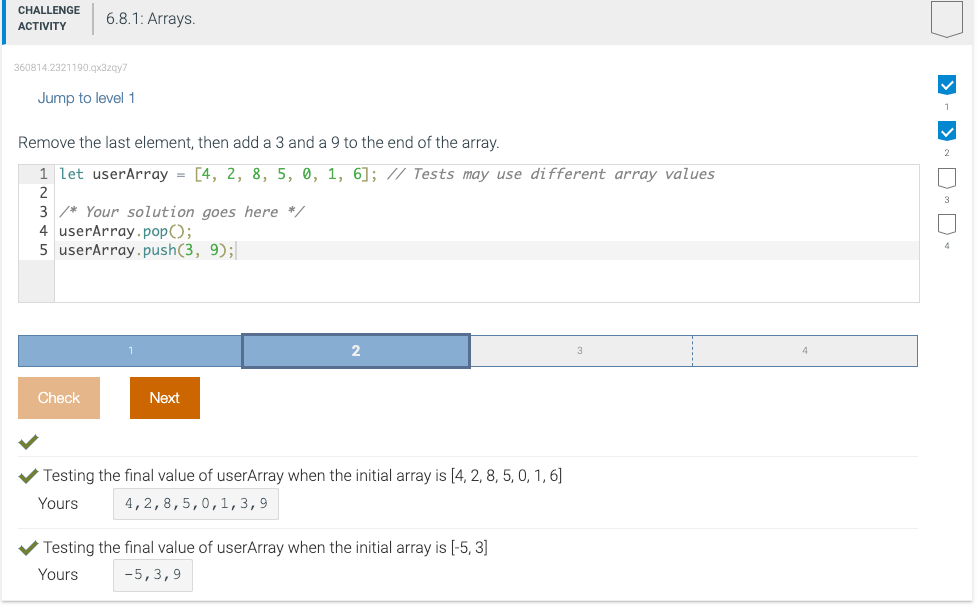 CHALLENGE
ACTIVITY
6.8.1: Arrays.
360814.2321190.qx3zqy7
Jump to level 1
1
2
3
4
Remove the last element, then add a 3 and a 9 to the end of the array.
1 let userArray = [4, 2, 8, 5, 0, 1, 6]; // Tests may use different array values
2
3 /* Your solution goes here */
4 userArray.pop();
5 userArray.push(3, 9);
1 2 3 4
Check Next
Testing the final value of userArray when the initial array is [4, 2, 8, 5, 0, 1, 6]
Yours 4,2,8,5,0,1,3,9
Testing the final value of userArray when the initial array is [-5, 3]
Yours -5,3,9